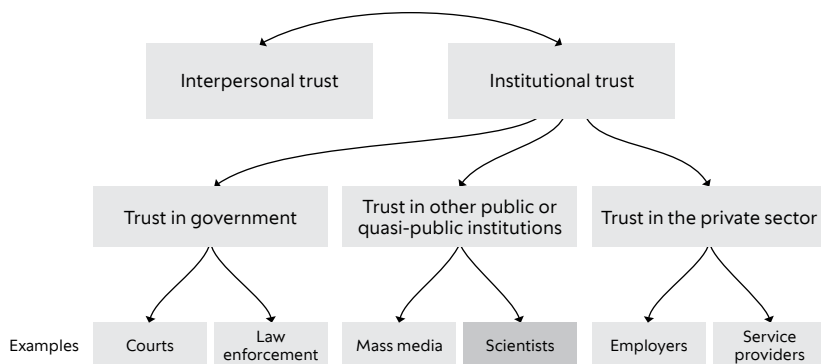 Interpersonal trust
Institutional trust
Trust in government
Trust in other public or
quasi-public institutions
Trust in the private sector
Examples
Courts
Law
enforcement
Mass media
Scientists
Employers
Service
providers